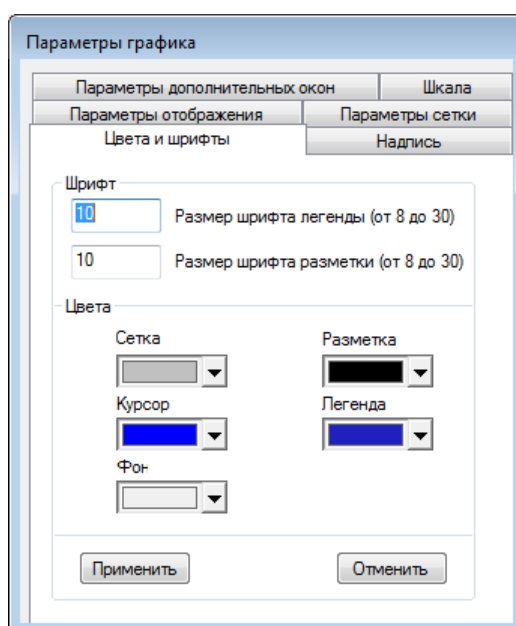 Параметры графика
Параметры дополнительных окон Шкала
Параметры отображения Параметры сетки
Цвета и шрифты Надпись
Шрифт
10 Размер шрифта легенды (от 8 до 30)
10 Размер шрифта разметки (от 8 до 30)
Цвета
Сетка Разметка
Курсор Легенда
Фон
Применить Отменить